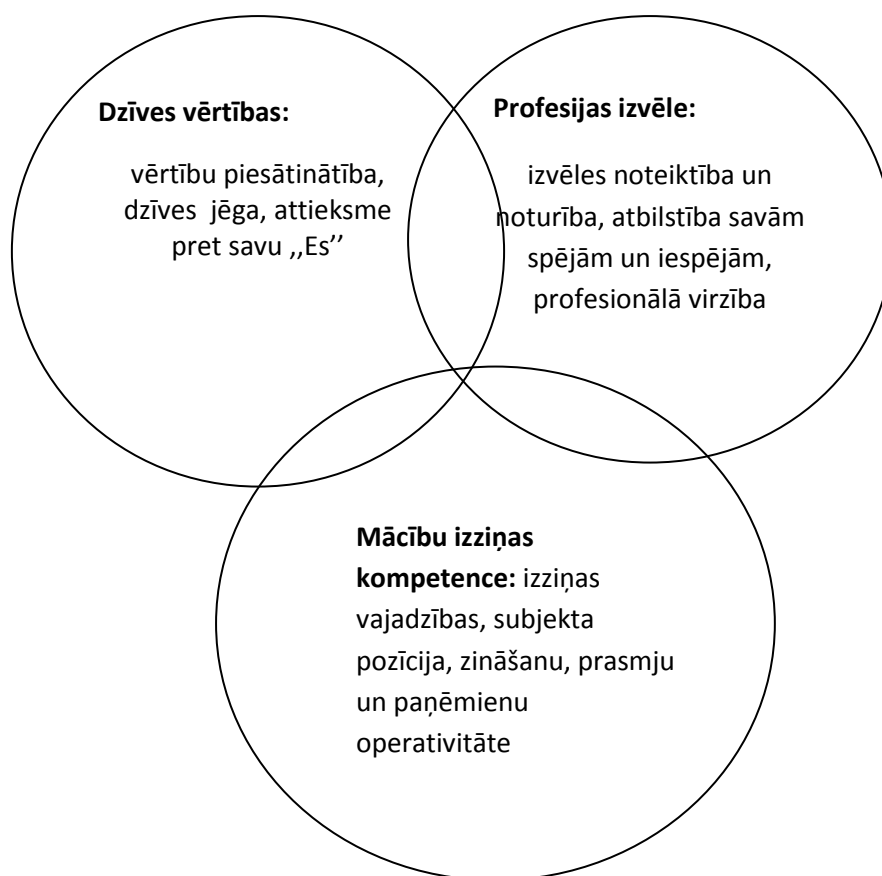 Dzīves vērtības:
vērtību piesātinātība,
dzīves jēga, attieksme
pret savu ,,Es’’
Profesijas izvēle:
izvēles noteiktība un
noturība, atbilstība savām
spējām un iespējām,
profesionālā virzība
Mācību izziņas
kompetence: izziņas
vajadzības, subjekta
pozīcija, zināšanu, prasmju
un paņēmienu
operativitāte